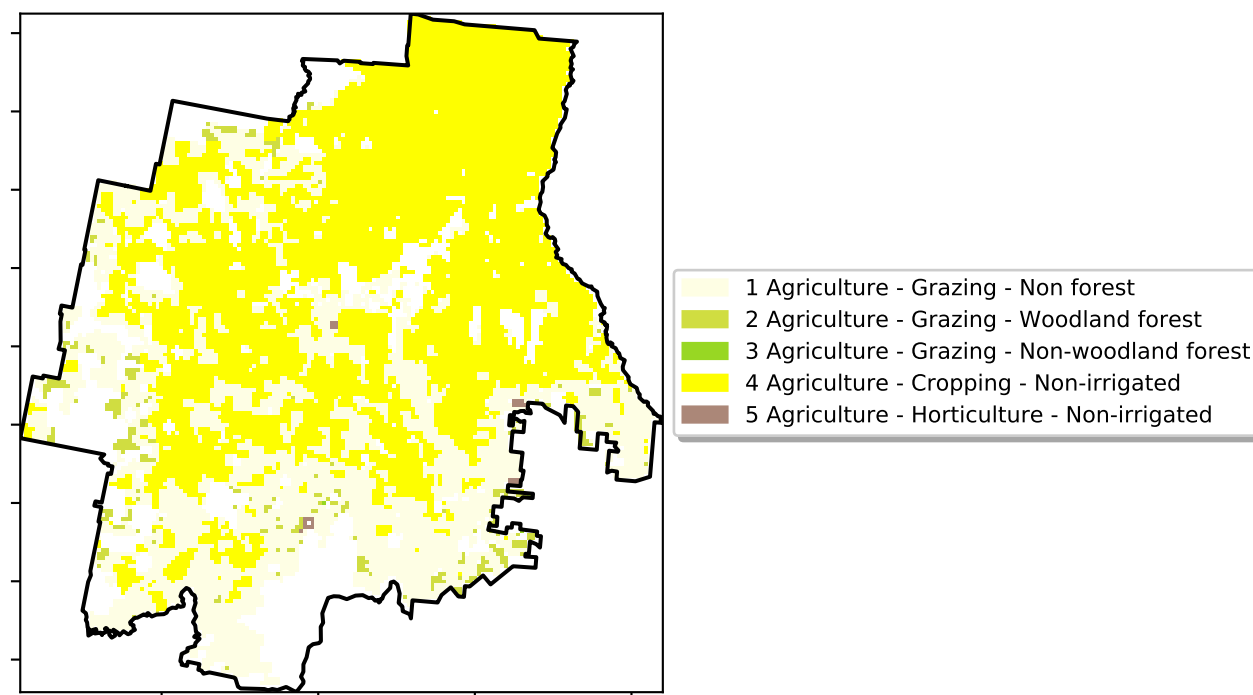 1 Agriculture - Grazing - Non forest
2 Agriculture - Grazing - Woodland forest
3 Agriculture - Grazing - Non-woodland forest
4 Agriculture - Cropping - Non-irrigated
5 Agriculture - Horticulture - Non-irrigated